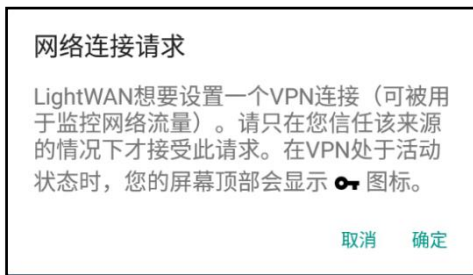 网络连接请求
LightWAN想要设置一个VPN连接（可被用
于监控网络流量）。请只在您信任该来源
的情况下才接受此请求。在VPN处于活动
状态时，您的屏幕顶部会显示 图标。
取消 确定